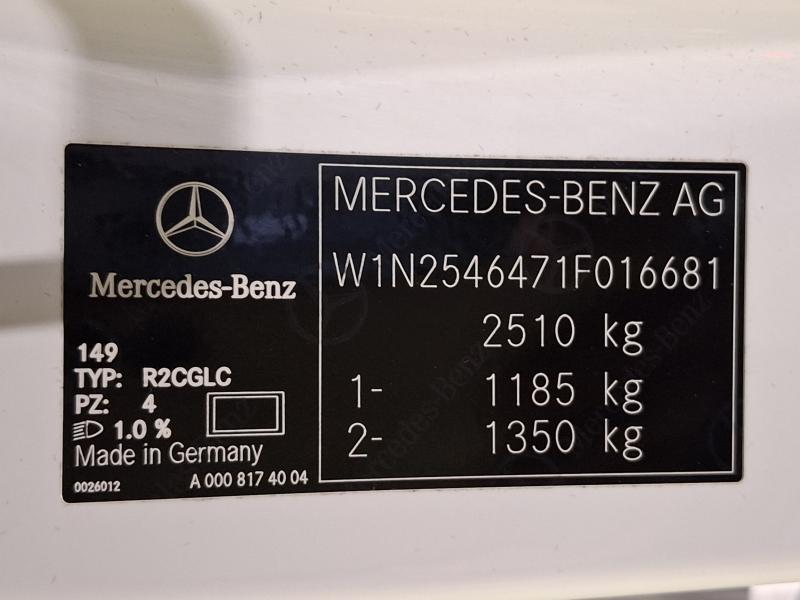 Mercedes-Benz
149
TYP: R2CGLC
PZ: 4
1.0 %
Made in Germany
0026012 A 000 817 40 04
MERCEDES-BENZ AG
W1N2546471F016681
2510 kg
1- 1185 kg
2- 1350 kg